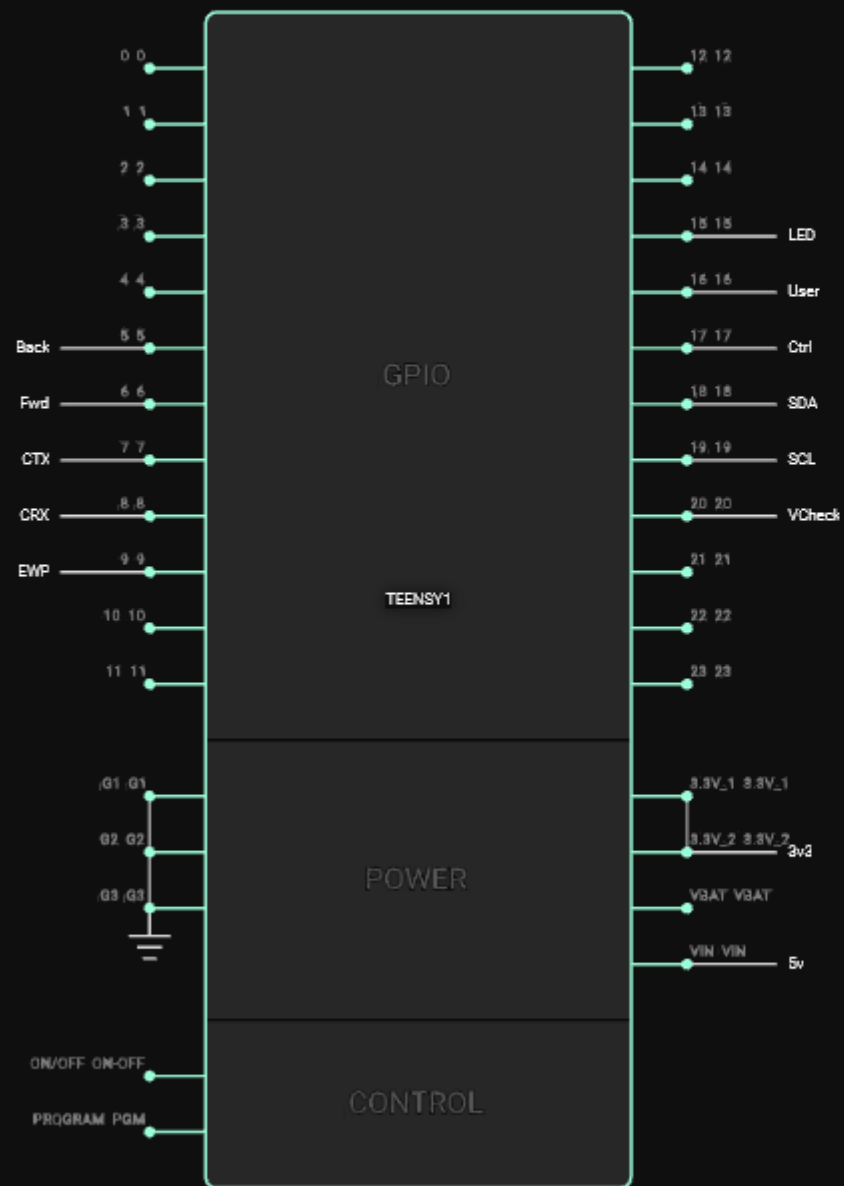 0 0
12 12
1 1
13 13
2 2
14 14
3 3
15 15
LED
4 4
16 16
User
Back
5 5
17 17
Ctrl
GPIO
Fwd
6 6
18 18
SDA
CTX
7 7
19 19
SCL
CRX
8 8
20 20
VCheck
EWP
9 9
21 21
TEENSY1
10 10
22 22
11 11
23 23
G1 G1
3.3V_1 3.3V_1
G2 G2
3.3V_2 3.3V_2
3v3
POWER
G3 G3
VBAT VBAT
VIN VIN
5v
ON/OFF ON-OFF
CONTROL
PROGRAM PGM